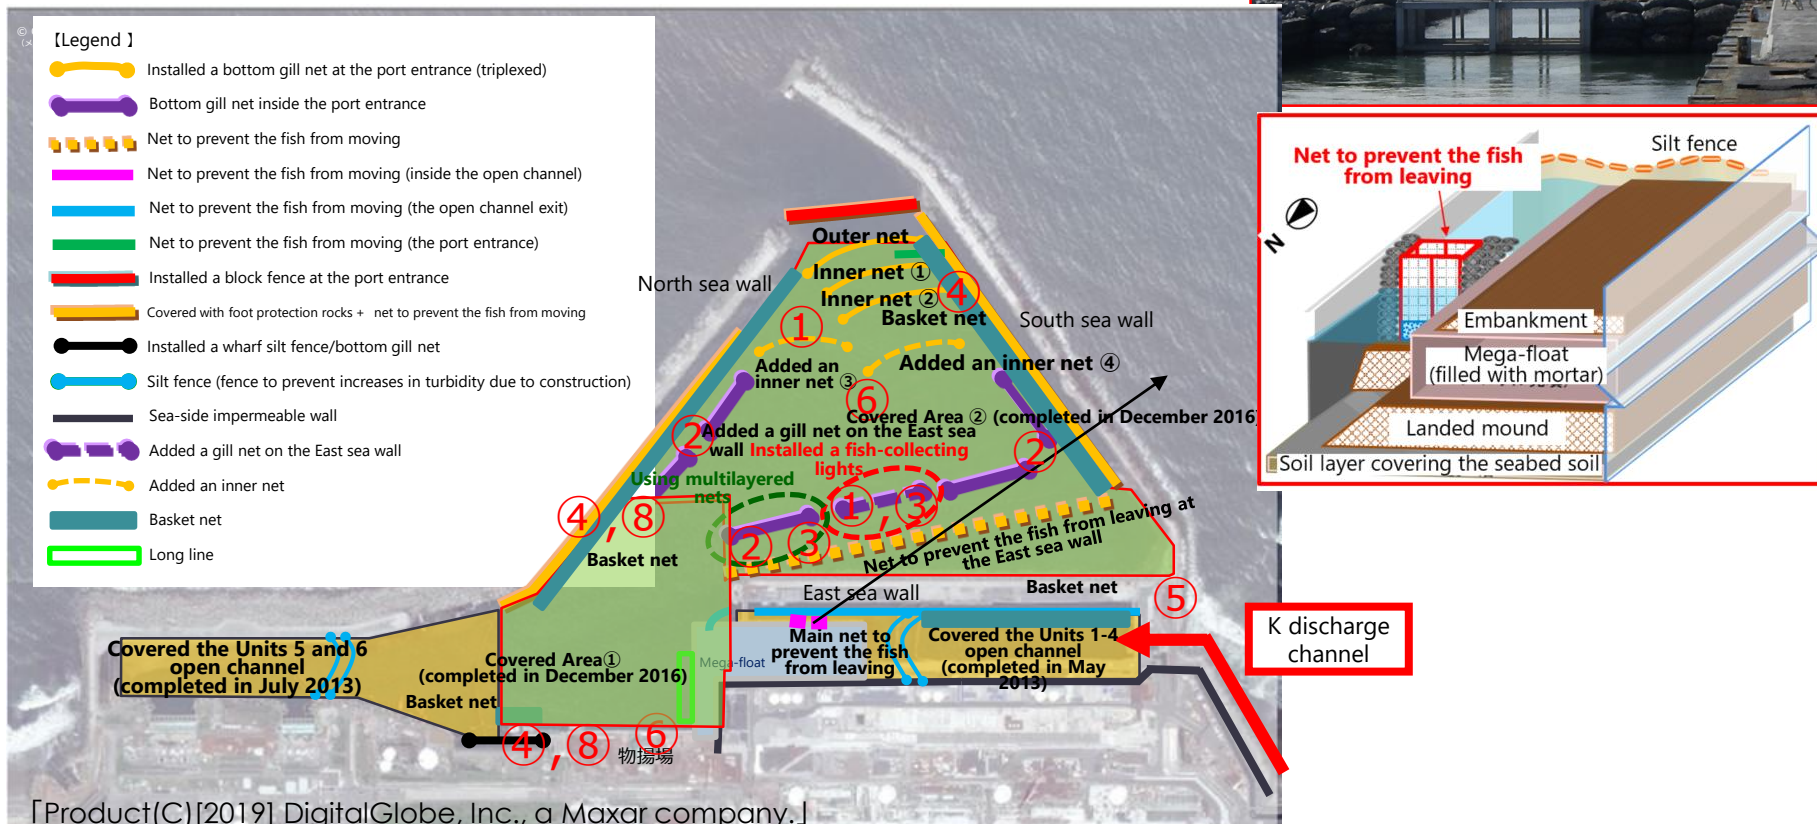 【Legend 】
Installed a bottom gill net at the port entrance (triplexed)
Bottom gill net inside the port entrance
Net to prevent the fish from moving
Net to prevent the fish from moving (inside the open channel)
Net to prevent the fish from moving (the open channel exit)
Net to prevent the fish from moving (the port entrance)
Installed a block fence at the port entrance
Covered with foot protection rocks + net to prevent the fish from moving
Installed a wharf silt fence/bottom gill net
Silt fence (fence to prevent increases in turbidity due to construction)
Sea-side impermeable wall
Added a gill net on the East sea wall
Added an inner net
Basket net
Long line
Outer net
Inner net ①
North sea wall
Inner net ②
④
Basket net
①
South sea wall
Added an
inner net ③
Added an inner net ④
⑥
Covered Area ② (completed in December 2016)
②
Added a gill net on the East sea
wall Installed a fish-collecting
lights
②
Using multilayered
nets
①, ③
④, ⑧
② ③
Net to prevent the fish from leaving at
the East sea wall
Basket net
East sea wall
Basket net
⑤
Covered the Units 5 and 6
open channel
(completed in July 2013)
Covered Area①
(completed in December 2016)
Mega-float
Main net to
prevent the fish
from leaving
Covered the Units 1-4
open channel
(completed in May
2013)
K discharge
channel
Basket net
④, ⑧
⑥
物揚場
Net to prevent the fish
from leaving
Silt fence
N
Embankment
Mega-float
(filled with mortar)
Landed mound
Soil layer covering the seabed soil
「Product(C)[2019] DigitalGlobe, Inc., a Maxar company.」